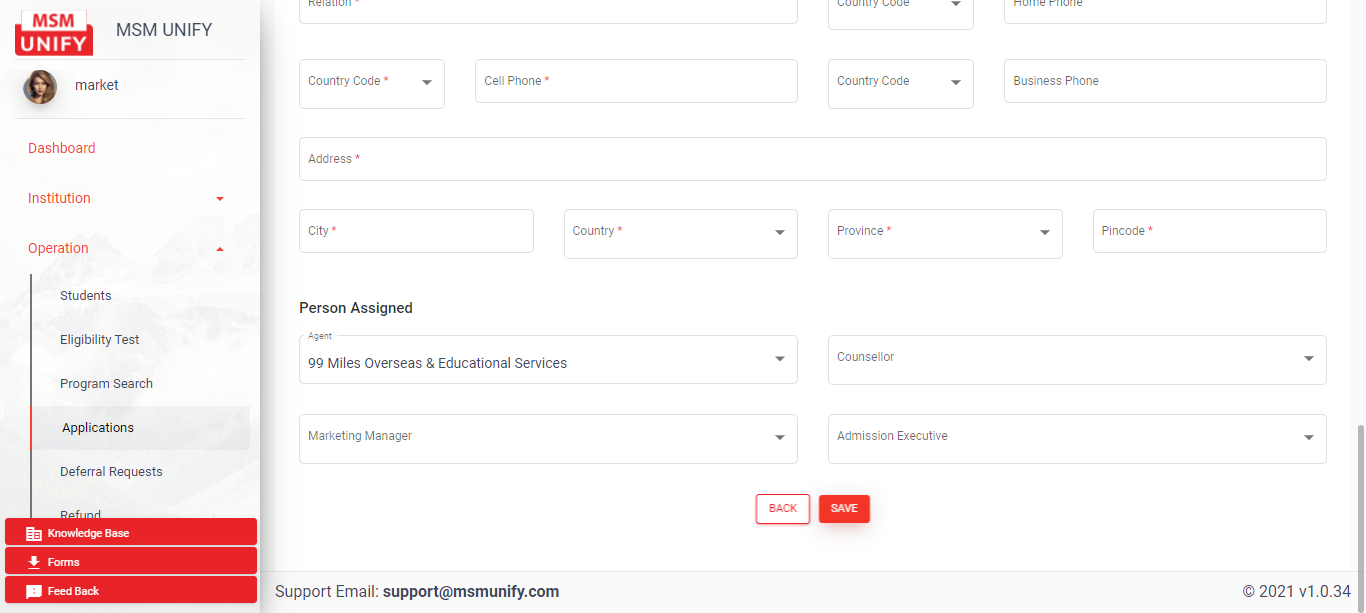 MSM
UNIFY
MSM UNIFY
market
Dashboard
Institution
Operation
Students
Eligibility Test
Program Search
Applications
Deferral Requests
Refund
Knowledge Base
Forms
Feed Back
Relation *
Country Code
Home Phone
Country Code *
Cell Phone *
Country Code
Business Phone
Address *
City *
Country *
Province *
Pincode *
Person Assigned
Agent
99 Miles Overseas & Educational Services
Counsellor
Marketing Manager
Admission Executive
BACK
SAVE
Support Email: support@msmunify.com
© 2021 v1.0.34